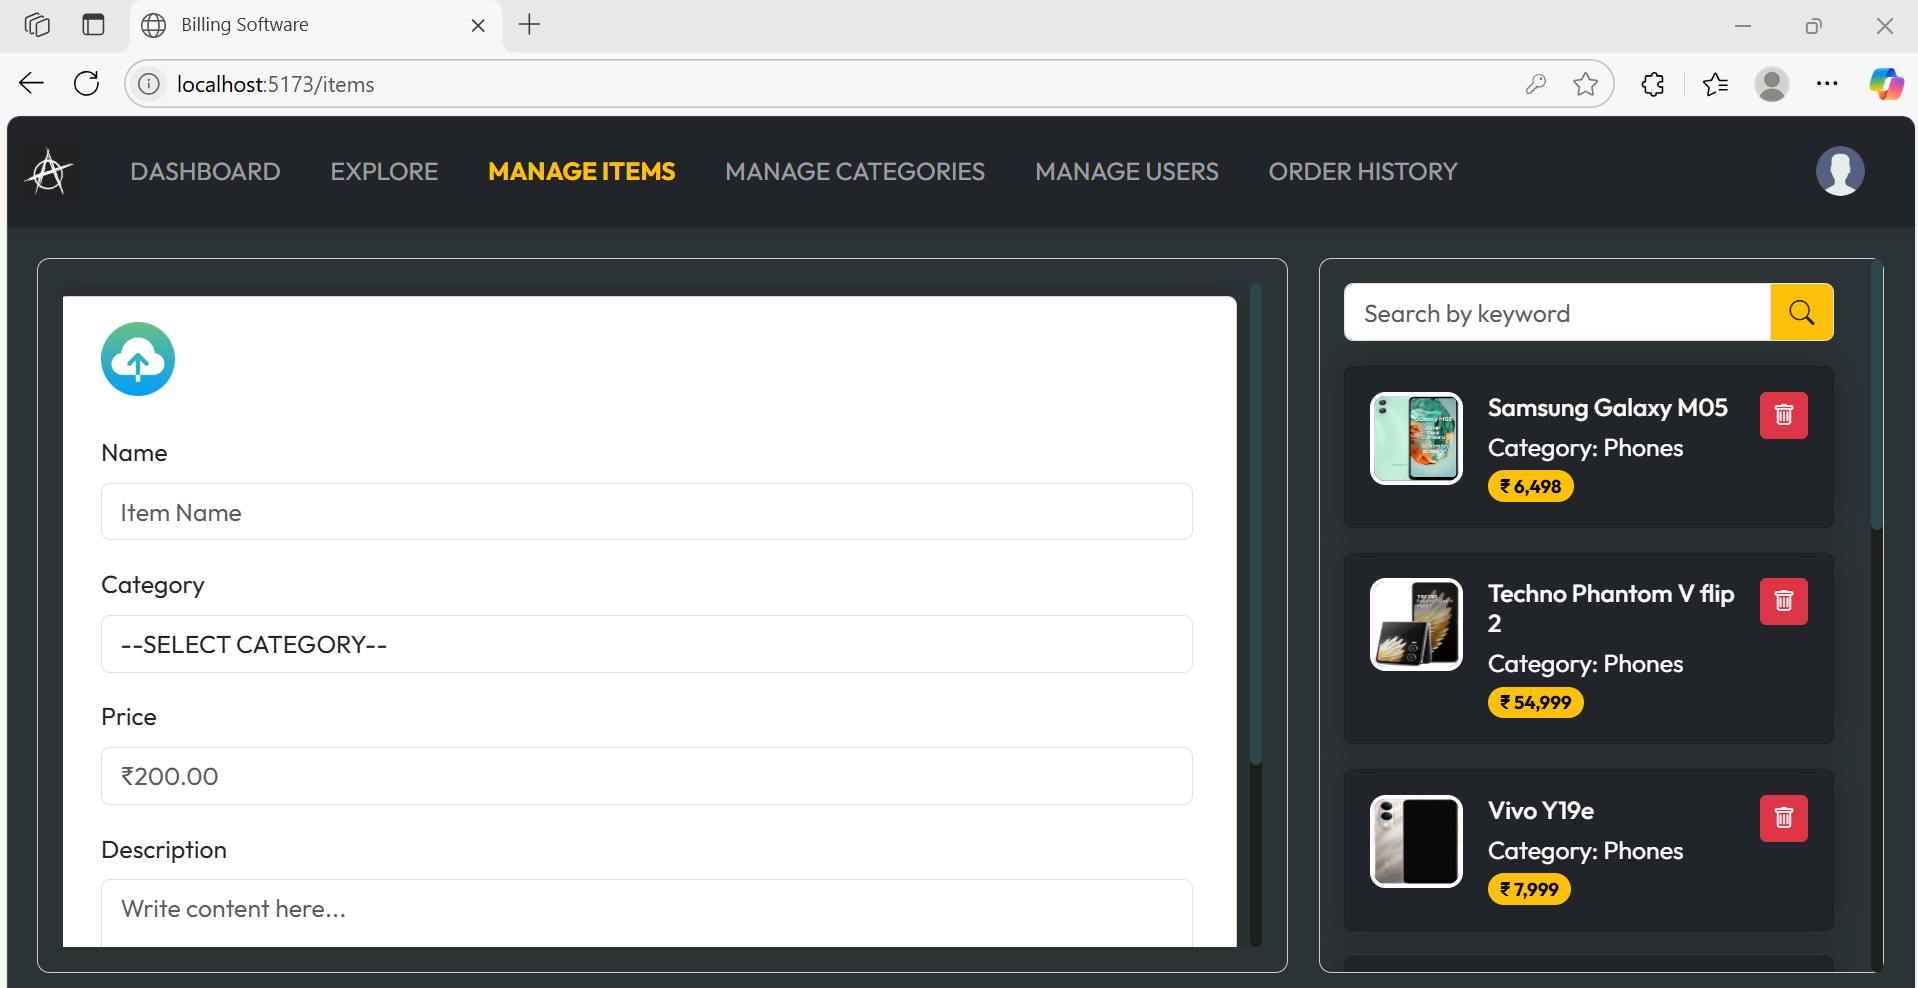 Billing Software
localhost:5173/items
DASHBOARD EXPLORE MANAGE ITEMS MANAGE CATEGORIES MANAGE USERS ORDER HISTORY
Name
Item Name
Category
--SELECT CATEGORY--
Price
₹200.00
Description
Write content here...
Search by keyword
Samsung Galaxy M05
Category: Phones
₹ 6,498
Techno Phantom V flip
2
Category: Phones
₹ 54,999
Vivo Y19e
Category: Phones
₹ 7,999